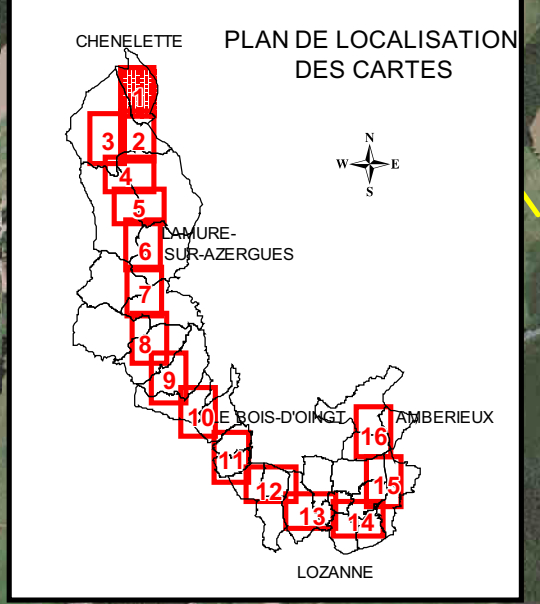 CHENELETTE
PLAN DE LOCALISATION
DES CARTES
1
3
2
4
5
6
LAMURE-
SUR-AZERGUES
7
8
9
10
LE BOIS-D'OINGT
AMBERIEUX
16
11
12
15
13
14
LOZANNE
N
W
E
S